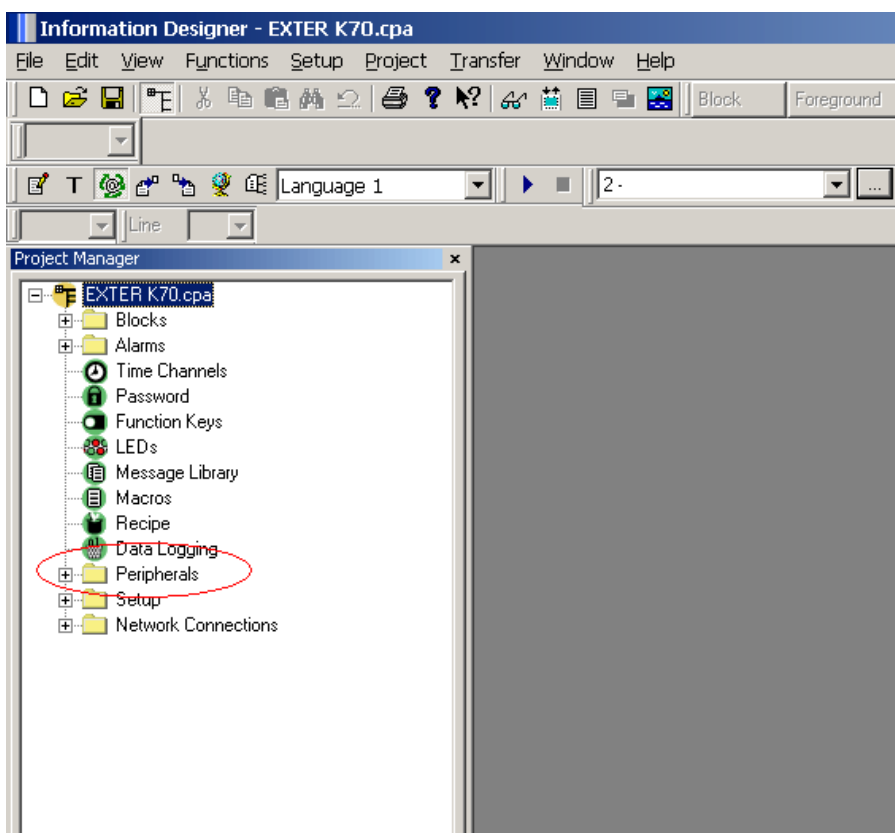 Information Designer - EXTER K70.cpa
File Edit View Functions Setup Project Transfer Window Help
Block Foreground
T Language 1 2 - ...
Line
Project Manager
EXTER K70.cpa
Blocks
Alarms
Time Channels
Password
Function Keys
LEDs
Message Library
Macros
Recipe
Data Logging
Peripherals
Setup
Network Connections